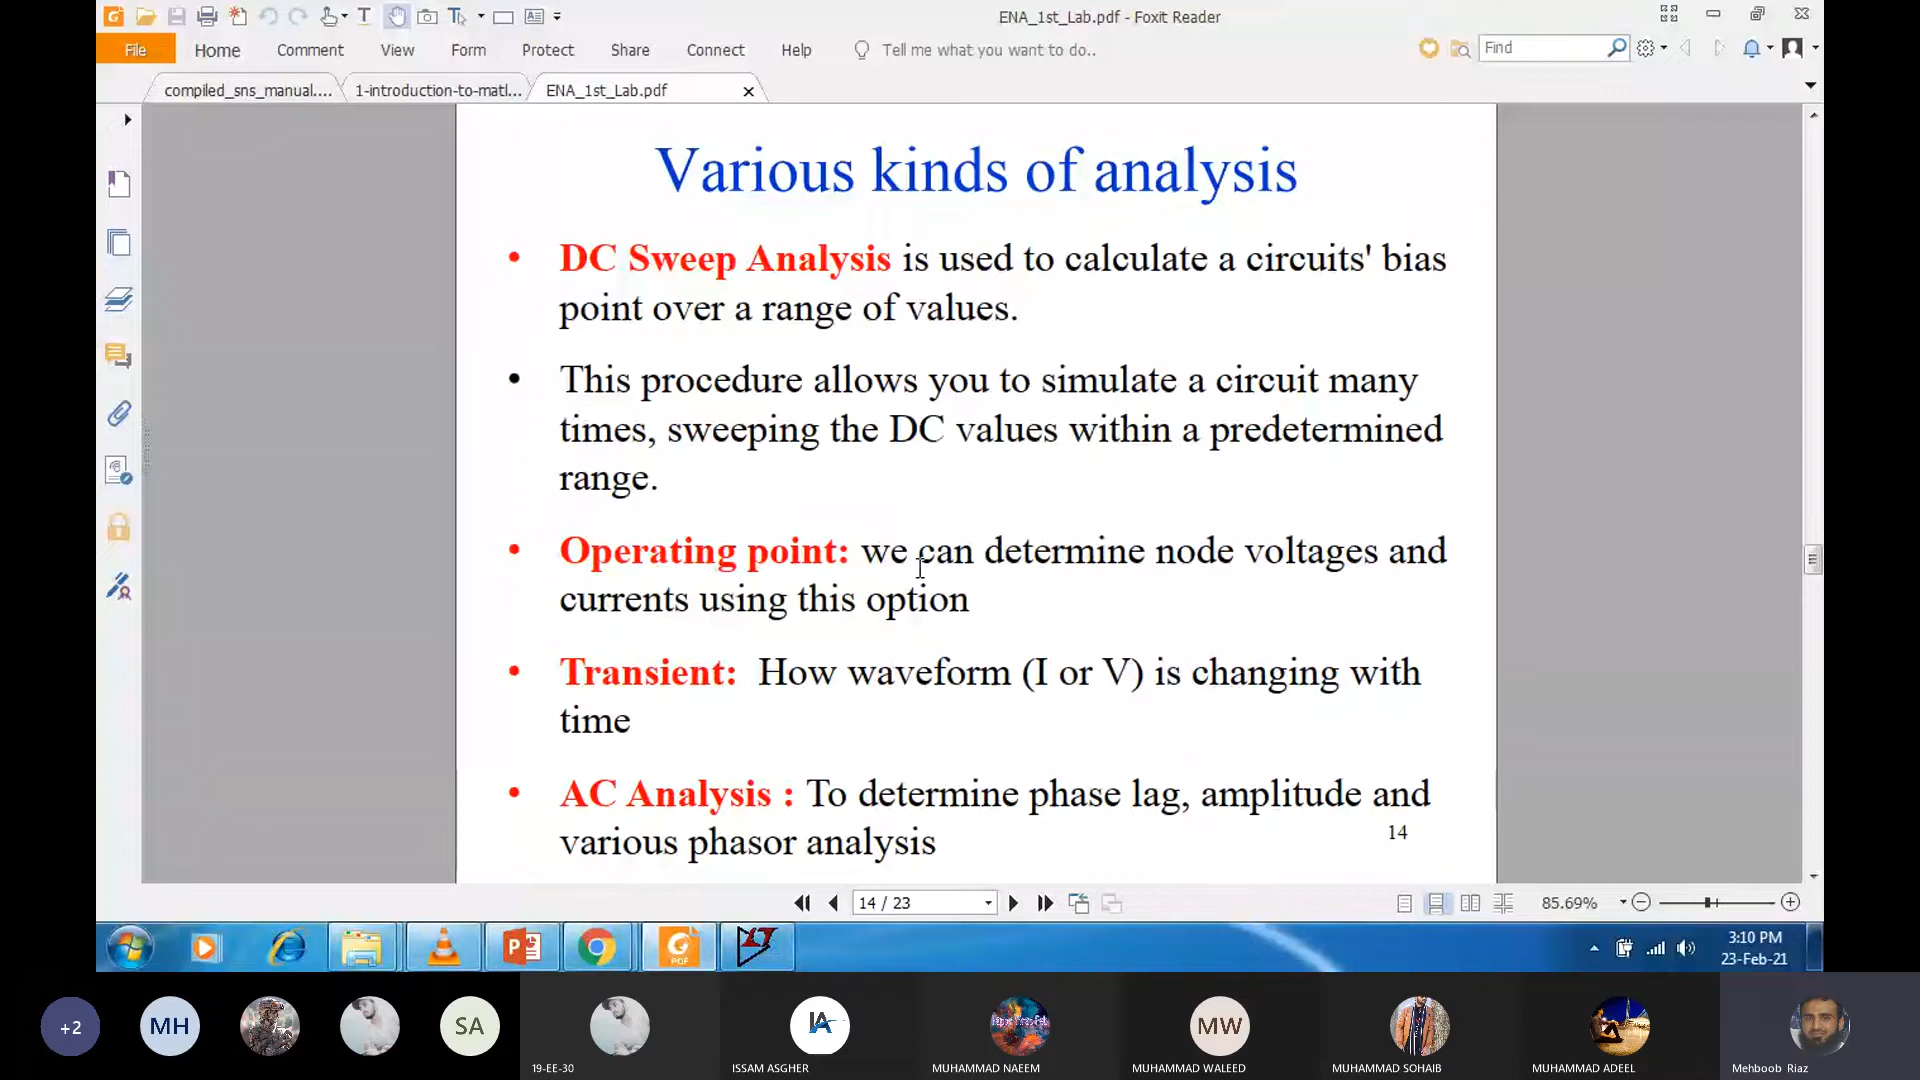 ENA_1st_Lab.pdf - Foxit Reader
File Home Comment View Form Protect Share Connect Help Tell me what you want to do.. Find
compiled_sns_manual.... 1-introduction-to-matl... ENA_1st_Lab.pdf
Various kinds of analysis
• DC Sweep Analysis is used to calculate a circuits' bias
point over a range of values.
• This procedure allows you to simulate a circuit many
times, sweeping the DC values within a predetermined
range.
• Operating point: we can determine node voltages and
currents using this option
• Transient: How waveform (I or V) is changing with
time
• AC Analysis : To determine phase lag, amplitude and
various phasor analysis
14
14 / 23
85.69%
3:10 PM
23-Feb-21
+2 MH SA IA MW
19-EE-30 ISSAM ASGHER MUHAMMAD NAEEM MUHAMMAD WALEED MUHAMMAD SOHAIB MUHAMMAD ADEEL Mehboob Riaz